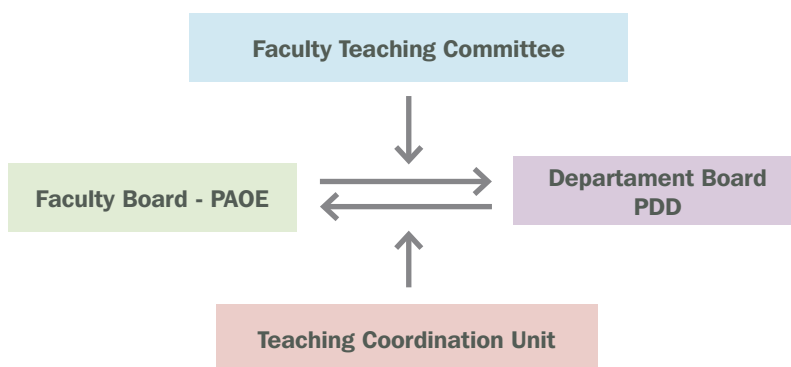 Faculty Teaching Committee
Faculty Board - PAOE
Departament Board
PDD
Teaching Coordination Unit